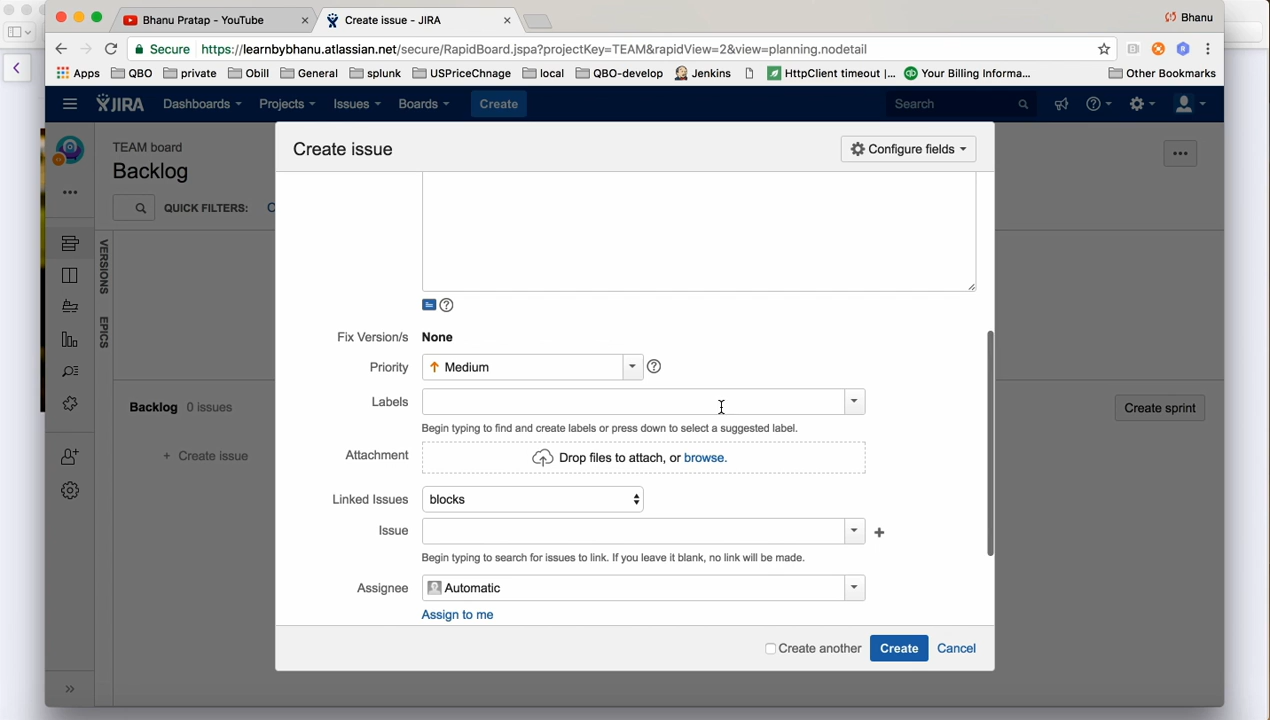 Bhanu Pratap - YouTube
Create issue - JIRA
Bhanu
Secure https://learnbybhanu.atlassian.net/secure/RapidBoard.jspa?projectKey=TEAM&rapidView=2&view=planning.nodetail
Apps QBO private Obill General splunk USPriceChnage local QBO-develop Jenkins HttpClient timeout |... Your Billing Informa... Other Bookmarks
JIRA Dashboards Projects Issues Boards Create Search
TEAM board
Backlog
QUICK FILTERS:
VERSIONS
EPICS
Backlog 0 issues
Create sprint
+ Create issue
Create issue
Configure fields
Fix Version/s None
Priority Medium
Labels
Begin typing to find and create labels or press down to select a suggested label.
Attachment Drop files to attach, or browse.
Linked Issues blocks
Issue
Begin typing to search for issues to link. If you leave it blank, no link will be made.
Assignee Automatic
Assign to me
Create another Create Cancel